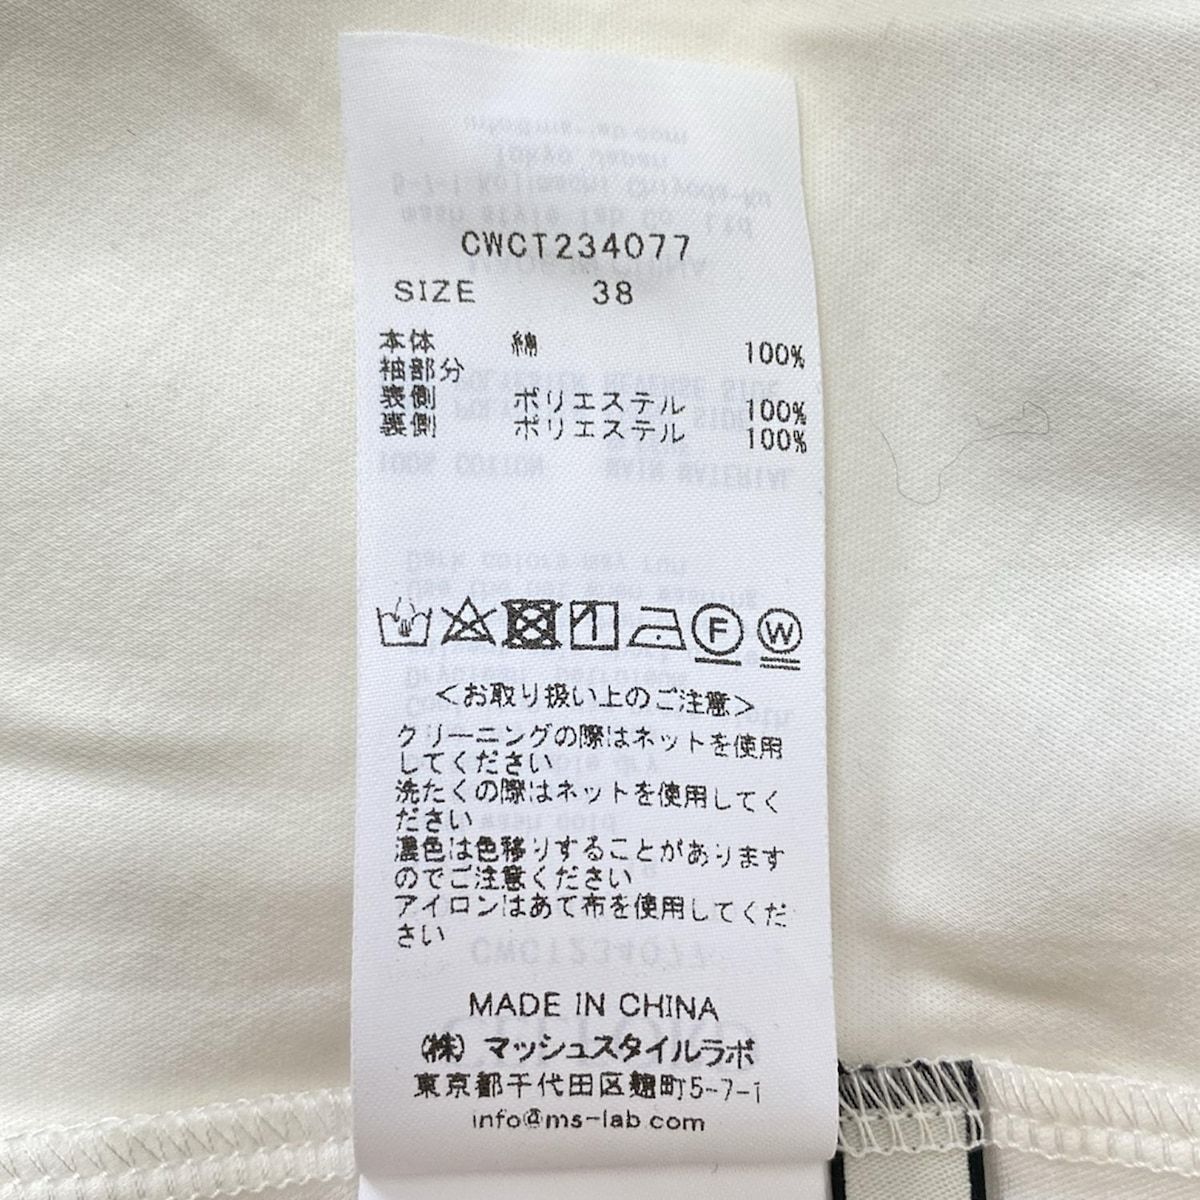 CWCT234077
SIZE 38
本体 綿 100%
袖部分
表側 ポリエステル 100%
裏側 ポリエステル 100%
F W
<お取り扱い上のご注意>
クリーニングの際はネットを使用
してください
洗たくの際はネットを使用してく
ださい
濃色は色移りすることがあります
のでご注意ください
アイロンはあて布を使用してくだ
さい
MADE IN CHINA
(株) マッシュスタイルラボ
東京都千代田区麹町5-7-1
info@ms-lab.com